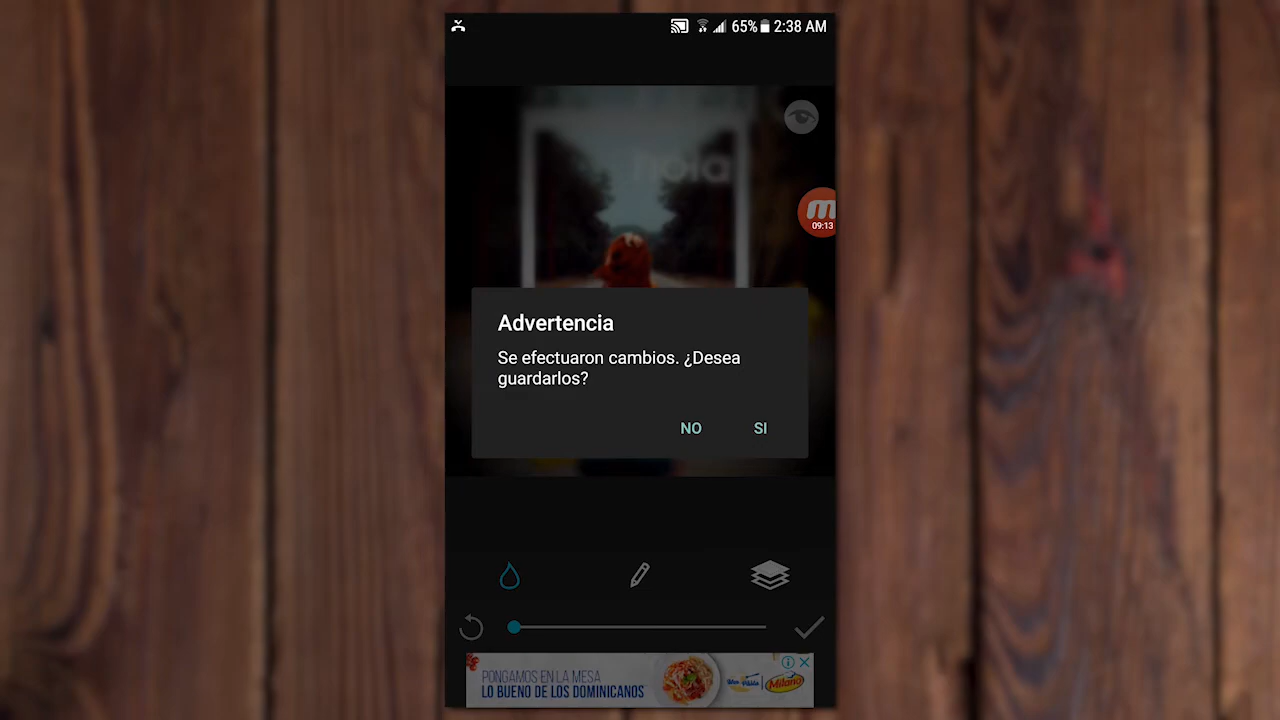 65% 2:38 AM
hola
09:13
Advertencia
Se efectuaron cambios. ¿Desea
guardarlos?
NO SI
PONGAMOS EN LA MESA
LO BUENO DE LOS DOMINICANOS
Milano